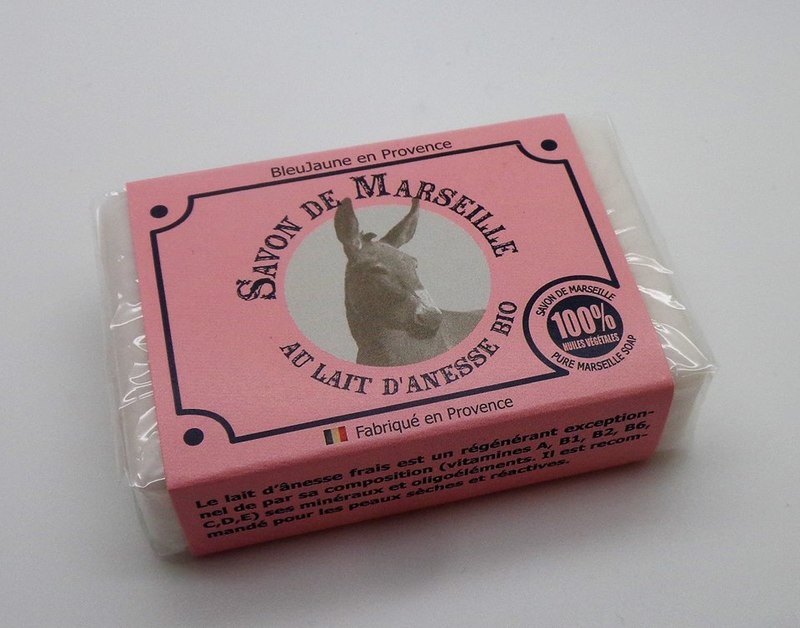 BleuJaune en Provence
SAVON DE MARSEILLE
AU LAIT D'ANESSE BIO
SAVON DE MARSEILLE
100%
HUILES VÉGÉTALES
PURE MARSEILLE SOAP
Fabriqué en Provence
Le lait d'ânesse frais est un régénérant exception-
nel de par sa composition (vitamines A, B1, B2, B6,
C,D,E) ses minéraux et oligoéléments. Il est recom-
mandé pour les peaux sèches et réactives.